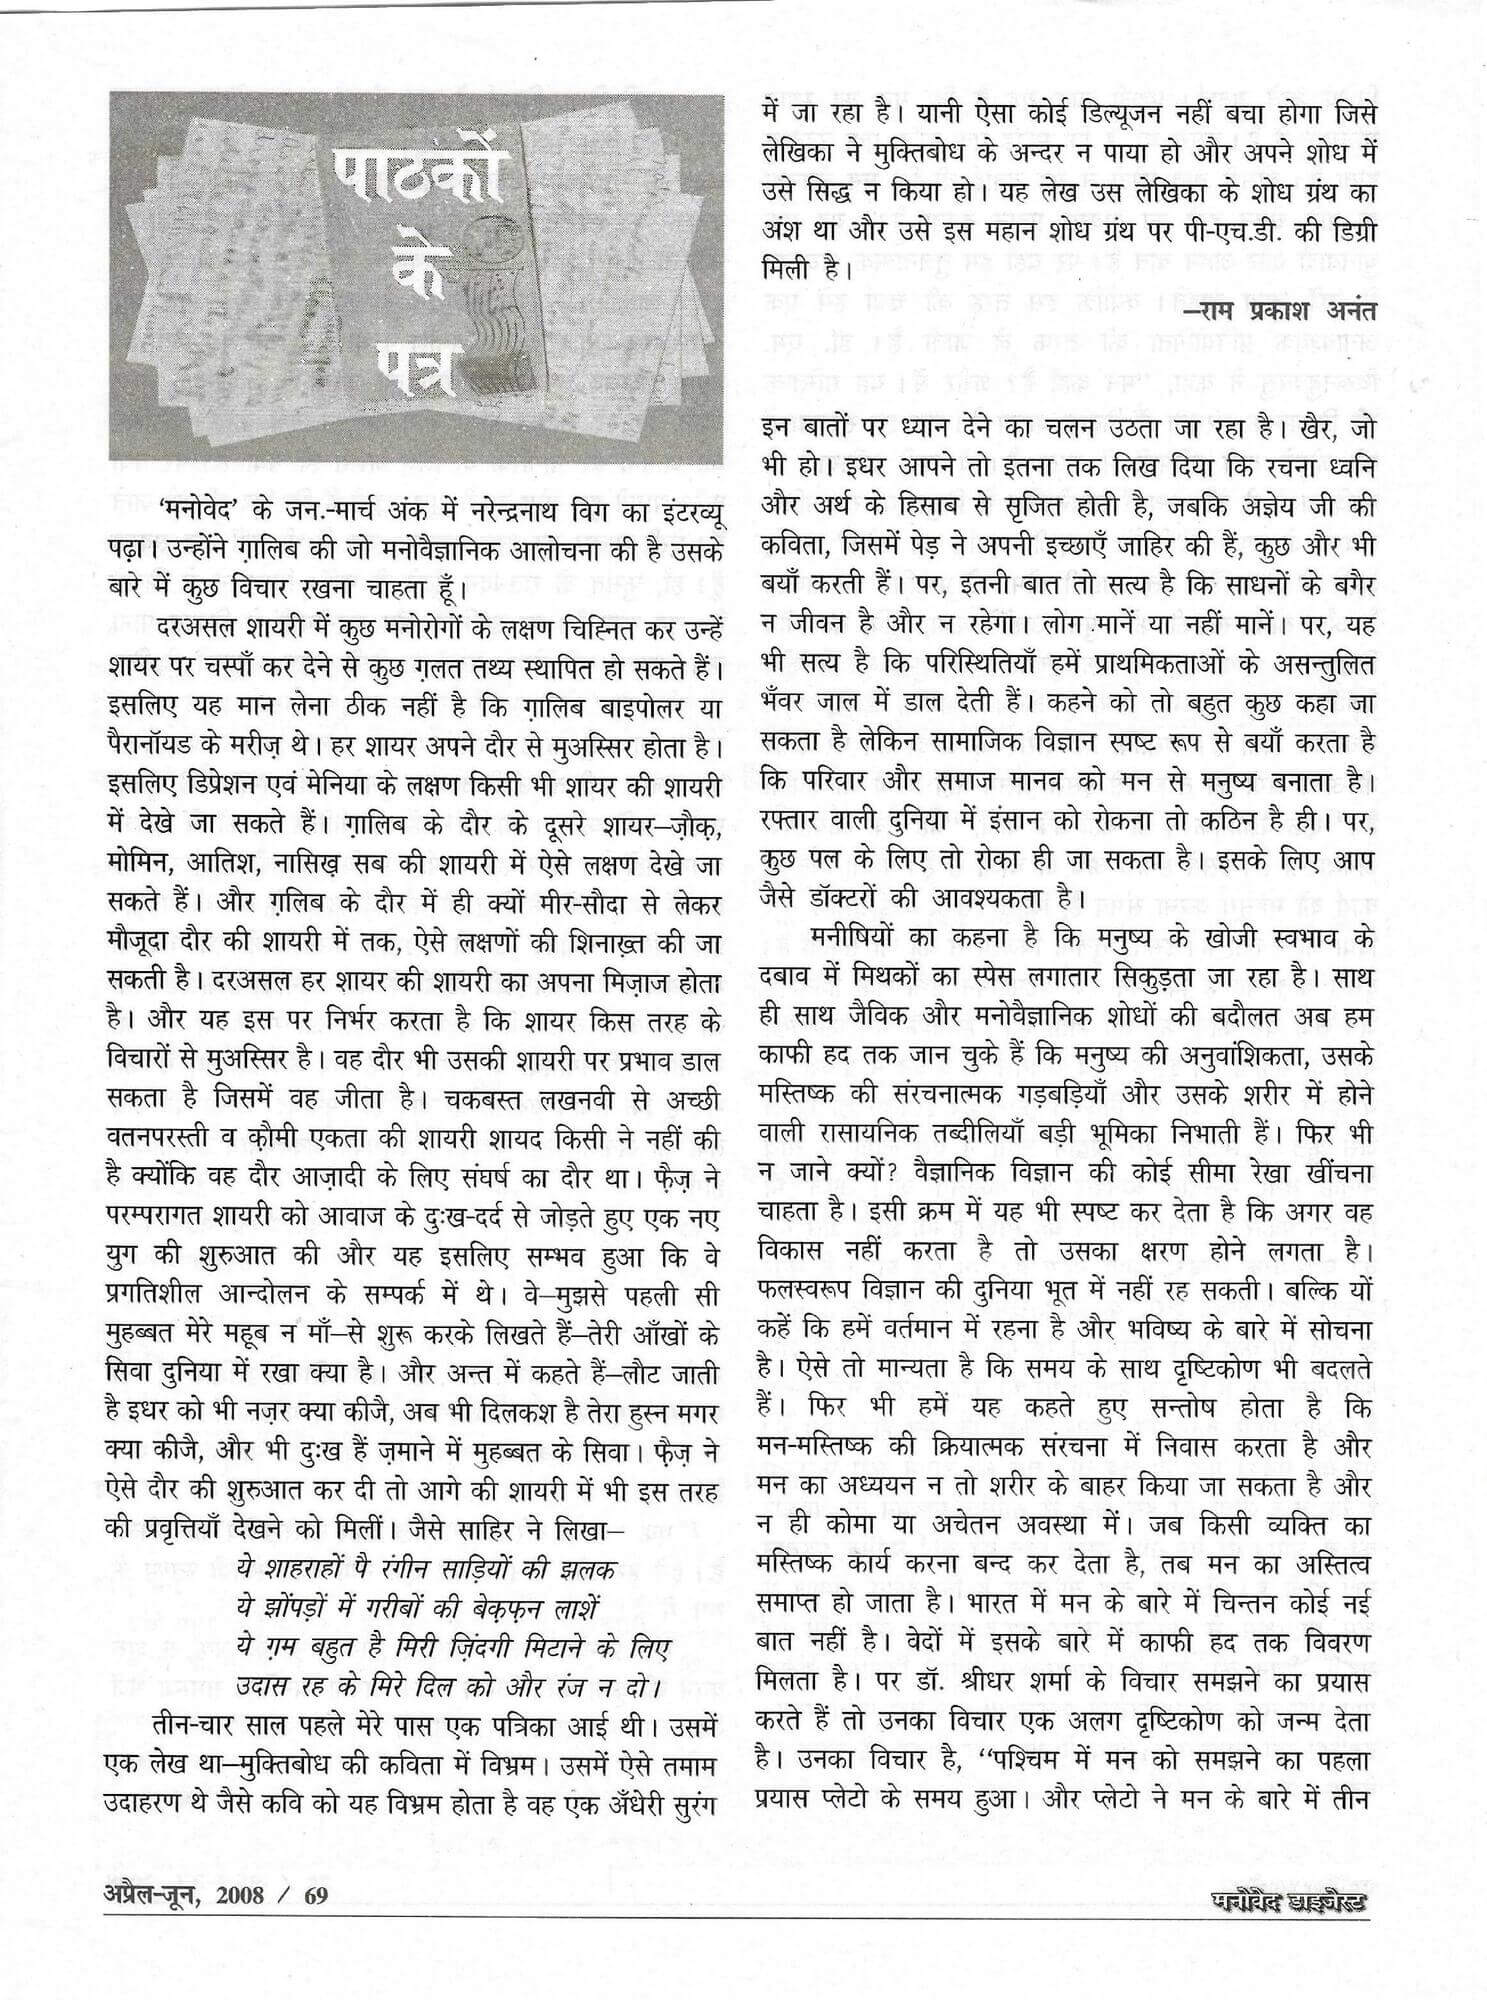 पाठकों
के
पत्र
'मनोवेद' के जन.-मार्च अंक में नरेन्द्रनाथ विग का इंटरव्यू
पढ़ा। उन्होंने ग़ालिब की जो मनोवैज्ञानिक आलोचना की है उसके
बारे में कुछ विचार रखना चाहता हूँ।
दरअसल शायरी में कुछ मनोरोगों के लक्षण चिह्नित कर उन्हें
शायर पर चस्पाँ कर देने से कुछ ग़लत तथ्य स्थापित हो सकते हैं।
इसलिए यह मान लेना ठीक नहीं है कि ग़ालिब बाइपोलर या
पैरानॉयड के मरीज़ थे। हर शायर अपने दौर से मुअस्सिर होता है।
इसलिए डिप्रेशन एवं मेनिया के लक्षण किसी भी शायर की शायरी
में देखे जा सकते हैं। ग़ालिब के दौर के दूसरे शायर–ज़ौक़,
मोमिन, आतिश, नासिख़ सब की शायरी में ऐसे लक्षण देखे जा
सकते हैं। और ग़लिब के दौर में ही क्यों मीर-सौदा से लेकर
मौजूदा दौर की शायरी में तक, ऐसे लक्षणों की शिनाख़्त की जा
सकती है। दरअसल हर शायर की शायरी का अपना मिज़ाज होता
है। और यह इस पर निर्भर करता है कि शायर किस तरह के
विचारों से मुअस्सिर है। वह दौर भी उसकी शायरी पर प्रभाव डाल
सकता है जिसमें वह जीता है। चकबस्त लखनवी से अच्छी
वतनपरस्ती व क़ौमी एकता की शायरी शायद किसी ने नहीं की
है क्योंकि वह दौर आज़ादी के लिए संघर्ष का दौर था। फ़ैज़ ने
परम्परागत शायरी को आवाज के दुःख-दर्द से जोड़ते हुए एक नए
युग की शुरुआत की और यह इसलिए सम्भव हुआ कि वे
प्रगतिशील आन्दोलन के सम्पर्क में थे। वे–मुझसे पहली सी
मुहब्बत मेरे महूब न माँ–से शुरू करके लिखते हैं–तेरी आँखों के
सिवा दुनिया में रखा क्या है। और अन्त में कहते हैं–लौट जाती
है इधर को भी नज़र क्या कीजै, अब भी दिलकश है तेरा हुस्न मगर
क्या कीजै, और भी दुःख हैं ज़माने में मुहब्बत के सिवा। फ़ैज़ ने
ऐसे दौर की शुरुआत कर दी तो आगे की शायरी में भी इस तरह
की प्रवृत्तियाँ देखने को मिलीं। जैसे साहिर ने लिखा–
ये शाहराहों पै रंगीन साड़ियों की झलक
ये झोंपड़ों में गरीबों की बेक़फ़न लाशें
ये ग़म बहुत है मिरी ज़िंदगी मिटाने के लिए
उदास रह के मिरे दिल को और रंज न दो।
तीन-चार साल पहले मेरे पास एक पत्रिका आई थी। उसमें
एक लेख था–मुक्तिबोध की कविता में विभ्रम। उसमें ऐसे तमाम
उदाहरण थे जैसे कवि को यह विभ्रम होता है वह एक अँधेरी सुरंग
में जा रहा है। यानी ऐसा कोई डिल्यूजन नहीं बचा होगा जिसे
लेखिका ने मुक्तिबोध के अन्दर न पाया हो और अपने शोध में
उसे सिद्ध न किया हो। यह लेख उस लेखिका के शोध ग्रंथ का
अंश था और उसे इस महान शोध ग्रंथ पर पी-एच.डी. की डिग्री
मिली है।
–राम प्रकाश अनंत
इन बातों पर ध्यान देने का चलन उठता जा रहा है। खैर, जो
भी हो। इधर आपने तो इतना तक लिख दिया कि रचना ध्वनि
और अर्थ के हिसाब से सृजित होती है, जबकि अज्ञेय जी की
कविता, जिसमें पेड़ ने अपनी इच्छाएँ जाहिर की हैं, कुछ और भी
बयाँ करती हैं। पर, इतनी बात तो सत्य है कि साधनों के बगैर
न जीवन है और न रहेगो। लोग मानें या नहीं मानें। पर, यह
भी सत्य है कि परिस्थितियाँ हमें प्राथमिकताओं के असन्तुलित
भँवर जाल में डाल देती हैं। कहने को तो बहुत कुछ कहा जा
सकता है लेकिन सामाजिक विज्ञान स्पष्ट रूप से बयाँ करता है
कि परिवार और समाज मानव को मन से मनुष्य बनाता है।
रफ्तार वाली दुनिया में इंसान को रोकना तो कठिन है ही। पर,
कुछ पल के लिए तो रोका ही जा सकता है। इसके लिए आप
जैसे डॉक्टरों की आवश्यकता है।
मनीषियों का कहना है कि मनुष्य के खोजी स्वभाव के
दबाव में मिथकों का स्पेस लगातार सिकुड़ता जा रहा है। साथ
ही साथ जैविक और मनोवैज्ञानिक शोधों की बदौलत अब हम
काफी हद तक जान चुके हैं कि मनुष्य की अनुवांशिकता, उसके
मस्तिष्क की संरचनात्मक गड़बड़ियाँ और उसके शरीर में होने
वाली रासायनिक तब्दीलियाँ बड़ी भूमिका निभाती हैं। फिर भी
न जाने क्यों? वैज्ञानिक विज्ञान की कोई सीमा रेखा खींचना
चाहता है। इसी क्रम में यह भी स्पष्ट कर देता है कि अगर वह
विकास नहीं करता है तो उसका क्षरण होने लगता है।
फलस्वरूप विज्ञान की दुनिया भूत में नहीं रह सकती। बल्कि यों
कहें कि हमें वर्तमान में रहना है और भविष्य के बारे में सोचना
है। ऐसे तो मान्यता है कि समय के साथ दृष्टिकोण भी बदलते
हैं। फिर भी हमें यह कहते हुए सन्तोष होता है कि
मन-मस्तिष्क की क्रियात्मक संरचना में निवास करता है और
मन का अध्ययन न तो शरीर के बाहर किया जा सकता है और
न ही कोमा या अचेतन अवस्था में। जब किसी व्यक्ति का
मस्तिष्क कार्य करना बन्द कर देता है, तब मन का अस्तित्व
समाप्त हो जाता है। भारत में मन के बारे में चिन्तन कोई नई
बात नहीं है। वेदों में इसके बारे में काफी हद तक विवरण
मिलता है। पर डॉ. श्रीधर शर्मा के विचार समझने का प्रयास
करते हैं तो उनका विचार एक अलग दृष्टिकोण को जन्म देता
है। उनका विचार है, “पश्चिम में मन को समझने का पहला
प्रयास प्लेटो के समय हुआ। और प्लेटो ने मन के बारे में तीन
अप्रैल-जून, 2008 / 69
मनोवेद डाइजेस्ट